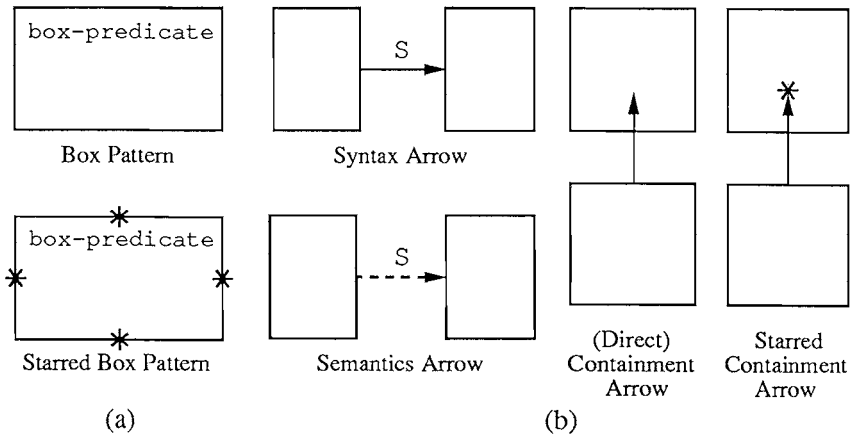 box-predicate
Box Pattern
S
Syntax Arrow
box-predicate
Starred Box Pattern
S
Semantics Arrow
(Direct)
Containment
Arrow
Starred
Containment
Arrow
(a)
(b)